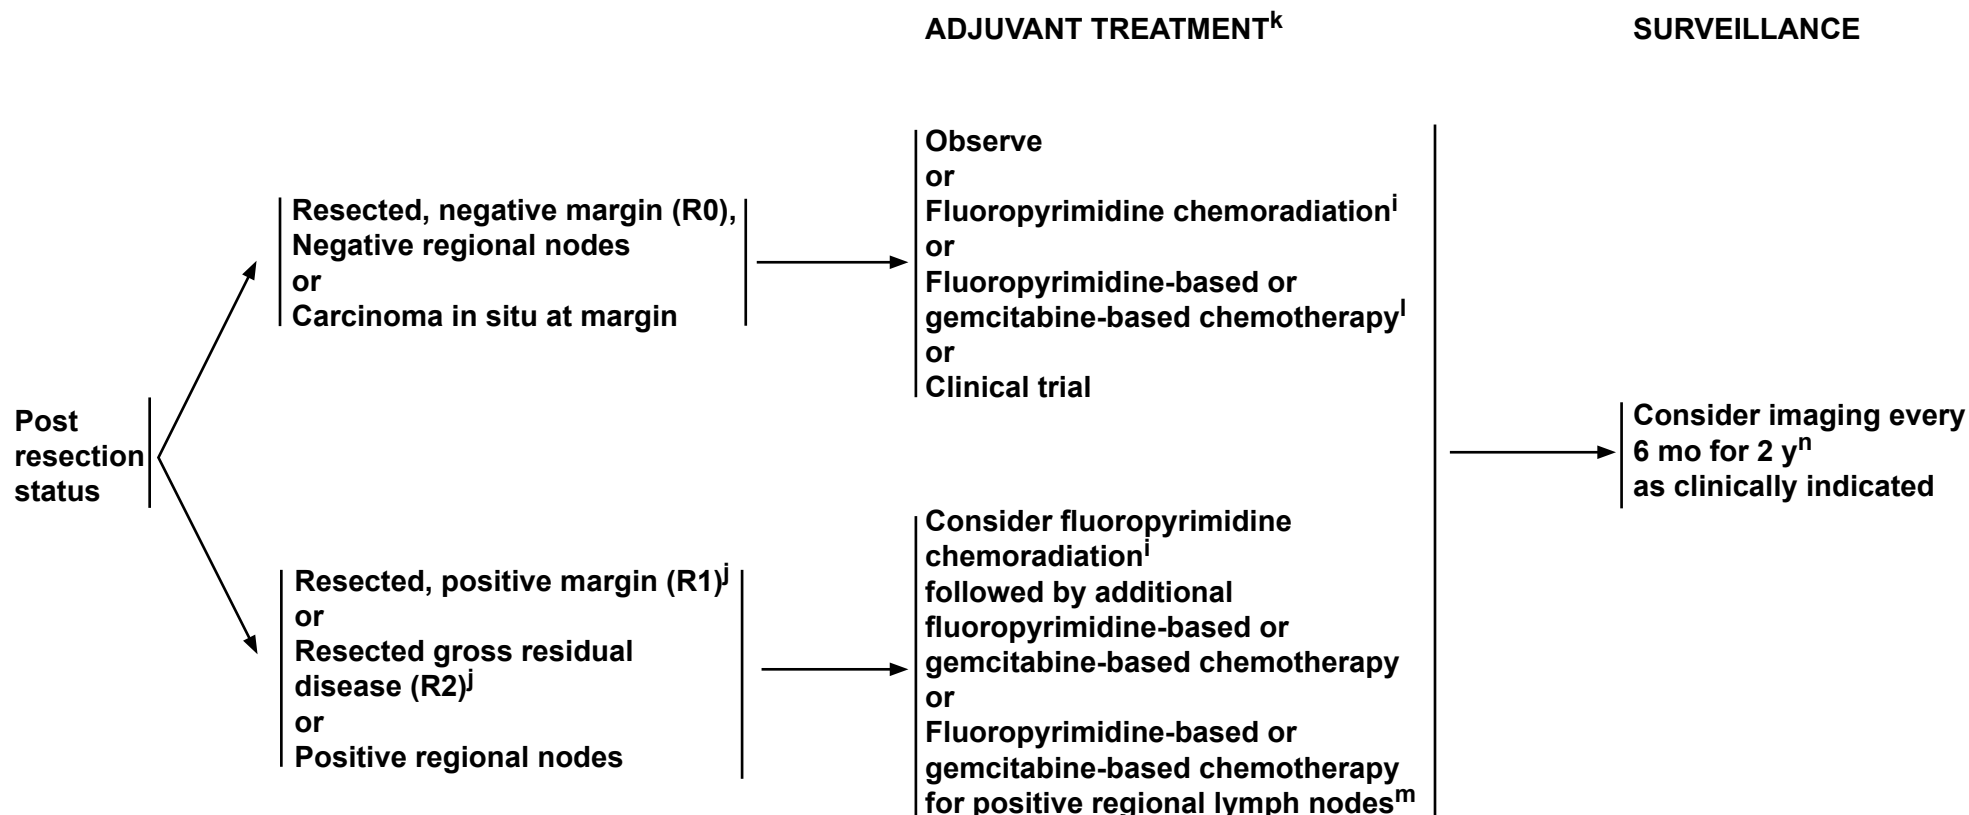 ADJUVANT TREATMENTk
SURVEILLANCE
Post
resection
status
Resected, negative margin (R0),
Negative regional nodes
or
Carcinoma in situ at margin
Observe
or
Fluoropyrimidine chemoradiationi
or
Fluoropyrimidine-based or
gemcitabine-based chemotherapyl
or
Clinical trial
Resected, positive margin (R1)j
or
Resected gross residual
disease (R2)j
or
Positive regional nodes
Consider fluoropyrimidine
chemoradiationi
followed by additional
fluoropyrimidine-based or
gemcitabine-based chemotherapy
or
Fluoropyrimidine-based or
gemcitabine-based chemotherapy
for positive regional lymph nodesm
Consider imaging every
6 mo for 2 yn
as clinically indicated